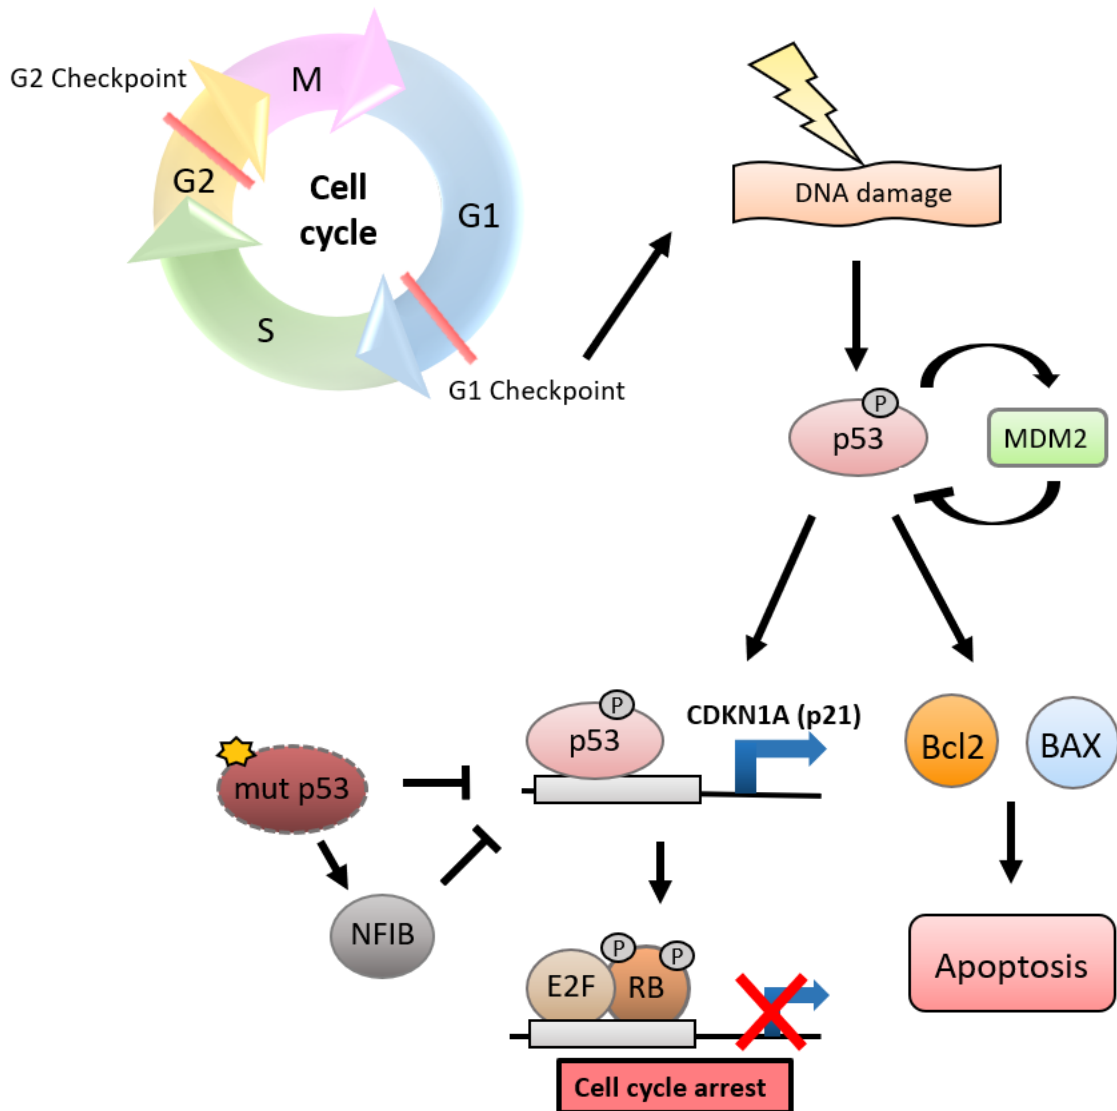 G2 Checkpoint
M
G2
Cell
cycle
G1
S
G1 Checkpoint
DNA damage
P
p53
MDM2
P
p53
CDKN1A (p21)
Bcl2
BAX
mut p53
NFIB
P
P
E2F
RB
Apoptosis
Cell cycle arrest